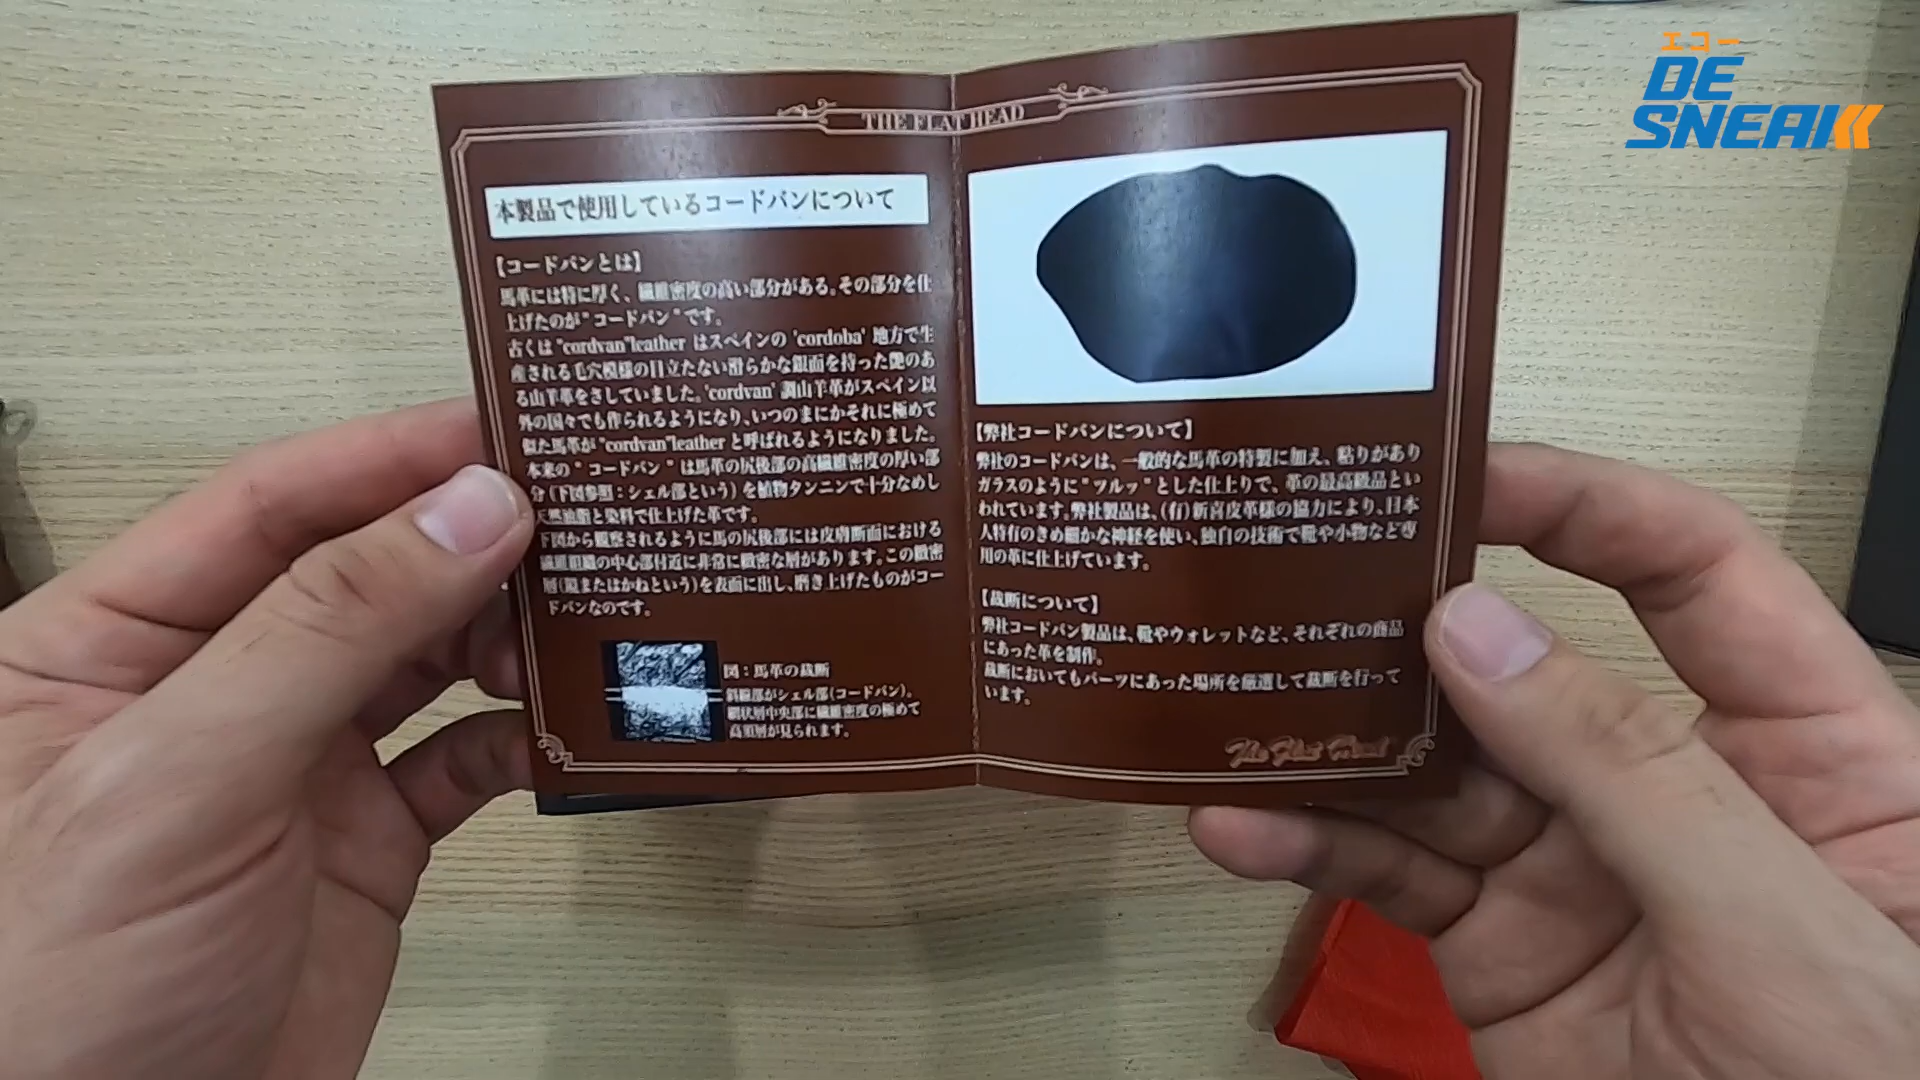 エコー
DE
SNEAK
THE FLAT HEAD
本製品で使用しているコードバンについて
【コードバンとは】
馬革には特に厚く、繊維密度の高い部分がある。その部分を仕
上げたのが"コードバン"です。
古くは"cordvan"leather はスペインの 'cordoba' 地方で生
産される毛穴模様の目立たない滑らかな銀面を持った艶のあ
る山羊革をさしていました。'cordvan' 調山羊革がスペイン以
外の国々でも作られるようになり、いつのまにかそれに極めて
似た馬革が"cordvan"leather と呼ばれるようになりました。
本来の"コードバン"は馬革の尻後部の高繊維密度の厚い部
分(下図参照：シェル部という)を植物タンニンで十分なめし
天然油脂と染料で仕上げた革です。
下図から観察されるように馬の尻後部には皮膚断面における
繊維組織の中心部付近に非常に緻密な層があります。この緻密
層(鏡またはかねという)を表面に出し、磨き上げたものがコー
ドバンなのです。
図：馬革の裁断
斜線部がシェル部(コードバン)。
網状層中央部に繊維密度の極めて
高い層が見られます。
【弊社コードバンについて】
弊社のコードバンは、一般的な馬革の特製に加え、粘りがあり
ガラスのように"ツルッ"とした仕上りで、革の最高級品とい
われています。弊社製品は、(有)新喜皮革様の協力により、日本
人特有のきめ細かな神経を使い、独自の技術で靴や小物など専
用の革に仕上げています。
【裁断について】
弊社コードバン製品は、靴やウォレットなど、それぞれの商品
にあった革を制作。
裁断においてもパーツにあった場所を厳選して裁断を行って
います。
The Flat Head